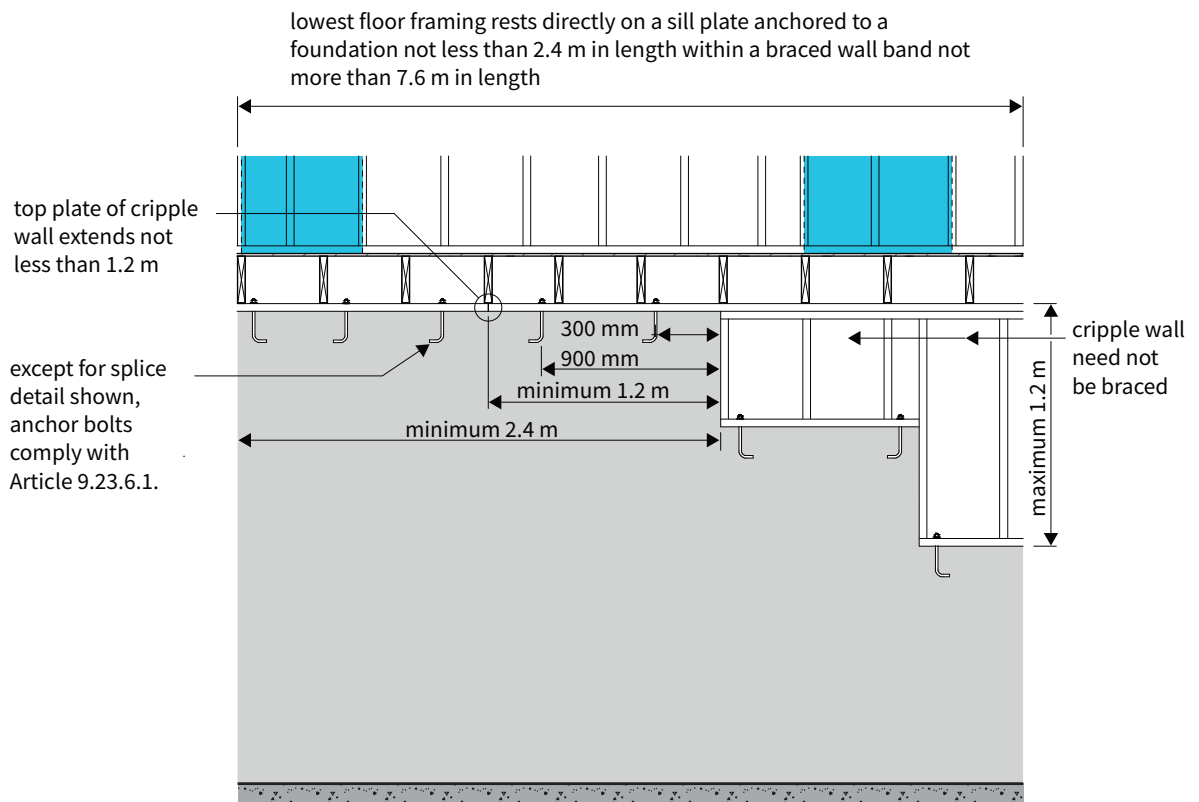 lowest floor framing rests directly on a sill plate anchored to a
foundation not less than 2.4 m in length within a braced wall band not
more than 7.6 m in length
top plate of cripple
wall extends not
less than 1.2 m
except for splice
detail shown,
anchor bolts
comply with
Article 9.23.6.1.
300 mm
900 mm
minimum 1.2 m
minimum 2.4 m
maximum 1.2 m
cripple wall
need not
be braced